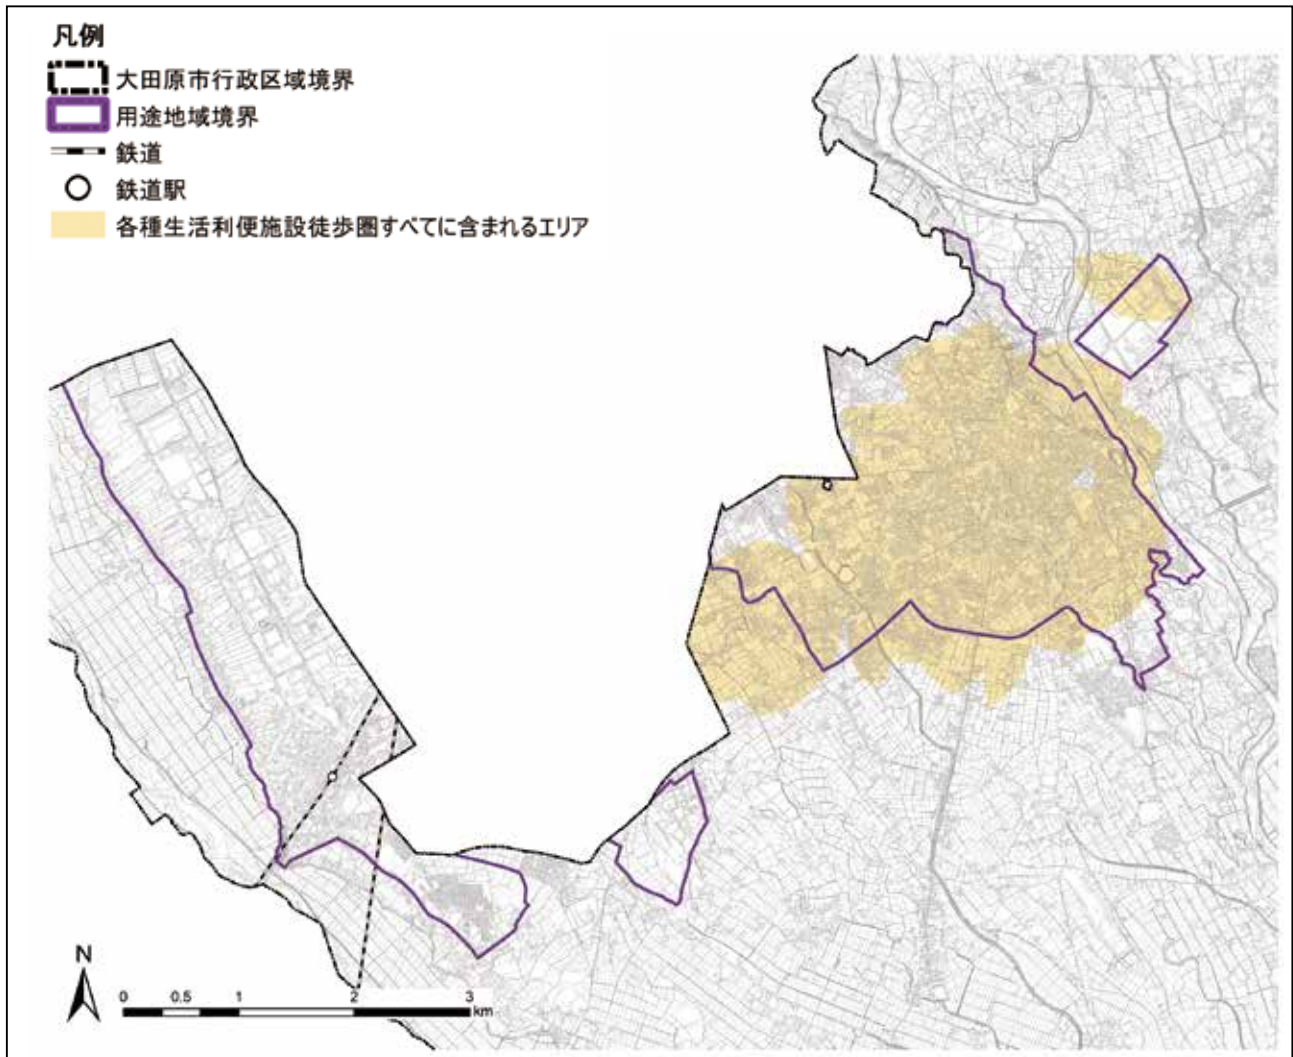 凡例
大田原市行政区域境界
用途地域境界
鉄道
鉄道駅
各種生活利便施設徒歩圏すべてに含まれるエリア
N
0 0.5 1 2 3
km